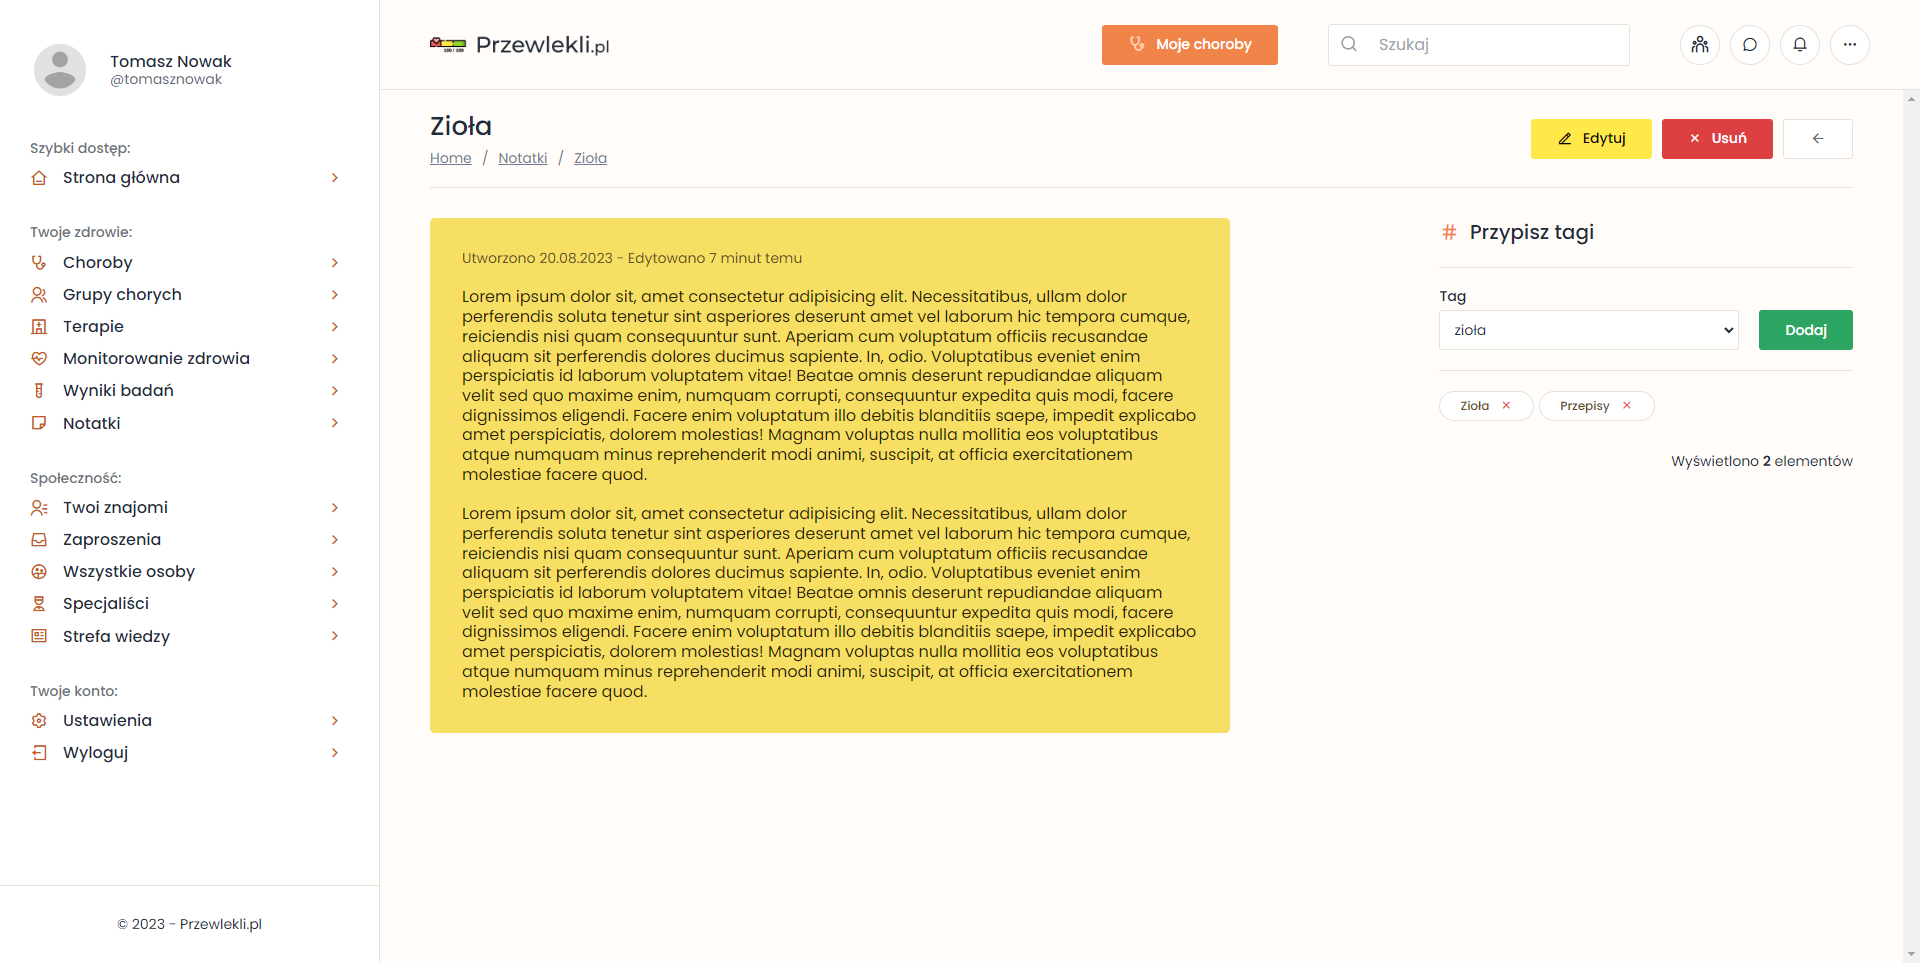 Tomasz Nowak
@tomasznowak
Szybki dostęp:
Strona główna
Twoje zdrowie:
Choroby
Grupy chorych
Terapie
Monitorowanie zdrowia
Wyniki badań
Notatki
Społeczność:
Twoi znajomi
Zaproszenia
Wszystkie osoby
Specjaliści
Strefa wiedzy
Twoje konto:
Ustawienia
Wyloguj
© 2023 - Przewlekli.pl
100 / 100
Przewlekli.pl
Moje choroby
Szukaj
Zioła
Home / Notatki / Zioła
Edytuj
Usuń
Utworzono 20.08.2023 - Edytowano 7 minut temu
Lorem ipsum dolor sit, amet consectetur adipisicing elit. Necessitatibus, ullam dolor
perferendis soluta tenetur sint asperiores deserunt amet vel laborum hic tempora cumque,
reiciendis nisi quam consequuntur sunt. Aperiam cum voluptatum officiis recusandae
aliquam sit perferendis dolores ducimus sapiente. In, odio. Voluptatibus eveniet enim
perspiciatis id laborum voluptatem vitae! Beatae omnis deserunt repudiandae aliquam
velit sed quo maxime enim, numquam corrupti, consequuntur expedita quis modi, facere
dignissimos eligendi. Facere enim voluptatum illo debitis blanditiis saepe, impedit explicabo
amet perspiciatis, dolorem molestias! Magnam voluptas nulla mollitia eos voluptatibus
atque numquam minus reprehenderit modi animi, suscipit, at officia exercitationem
molestiae facere quod.
Lorem ipsum dolor sit, amet consectetur adipisicing elit. Necessitatibus, ullam dolor
perferendis soluta tenetur sint asperiores deserunt amet vel laborum hic tempora cumque,
reiciendis nisi quam consequuntur sunt. Aperiam cum voluptatum officiis recusandae
aliquam sit perferendis dolores ducimus sapiente. In, odio. Voluptatibus eveniet enim
perspiciatis id laborum voluptatem vitae! Beatae omnis deserunt repudiandae aliquam
velit sed quo maxime enim, numquam corrupti, consequuntur expedita quis modi, facere
dignissimos eligendi. Facere enim voluptatum illo debitis blanditiis saepe, impedit explicabo
amet perspiciatis, dolorem molestias! Magnam voluptas nulla mollitia eos voluptatibus
atque numquam minus reprehenderit modi animi, suscipit, at officia exercitationem
molestiae facere quod.
# Przypisz tagi
Tag
zioła
Dodaj
Zioła
Przepisy
Wyświetlono 2 elementów